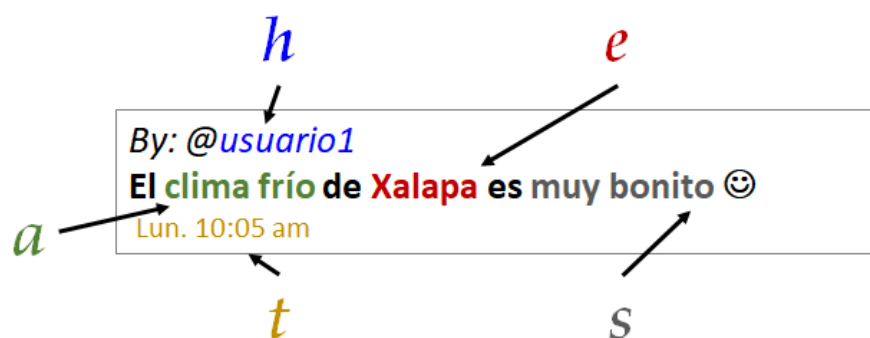 h e
By: @usuario1
El clima frío de Xalapa es muy bonito ☺
a
Lun. 10:05 am
t s